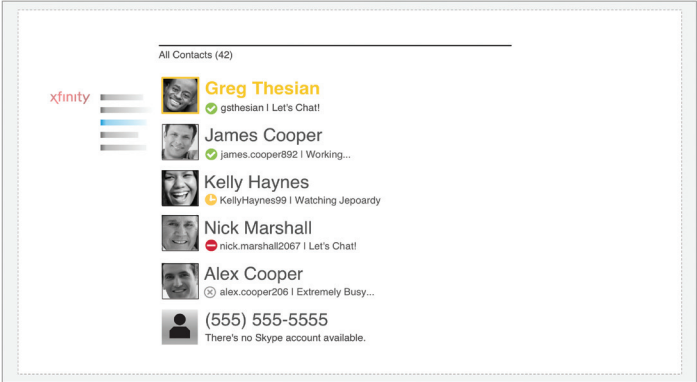 All Contacts (42)
xfinity
Greg Thesian
gsthesian | Let's Chat!
James Cooper
james.cooper892 | Working...
Kelly Haynes
KellyHaynes99 | Watching Jepoardy
Nick Marshall
nick.marshall2067 | Let's Chat!
Alex Cooper
alex.cooper206 | Extremely Busy...
(555) 555-5555
There's no Skype account available.